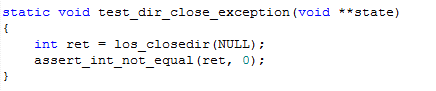 static void test_dir_close_exception(void **state)
{
    int ret = los_closedir(NULL);
    assert_int_not_equal(ret, 0);
}